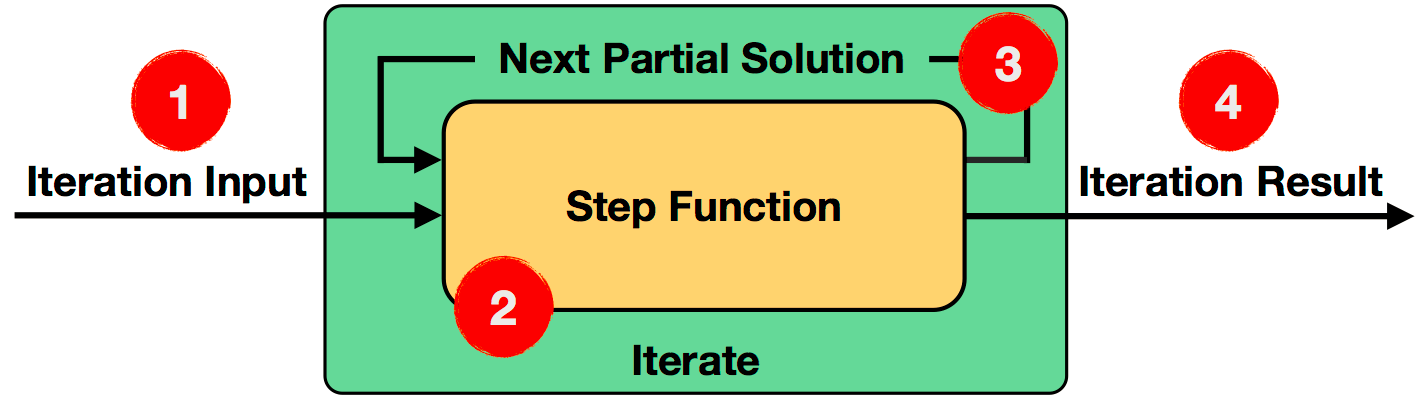 Next Partial Solution
3
1
4
Iteration Input
Iteration Result
Step Function
2
Iterate